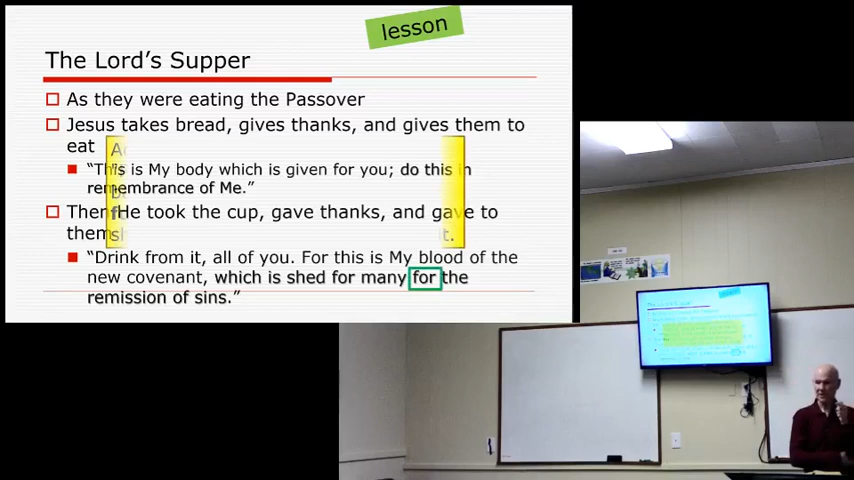 lesson
The Lord's Supper
As they were eating the Passover
Jesus takes bread, gives thanks, and gives them to
eat
"This is My body which is given for you; do this in
remembrance of Me."
Then He took the cup, gave thanks, and gave to
them
"Drink from it, all of you. For this is My blood of the
new covenant, which is shed for many for the
remission of sins."